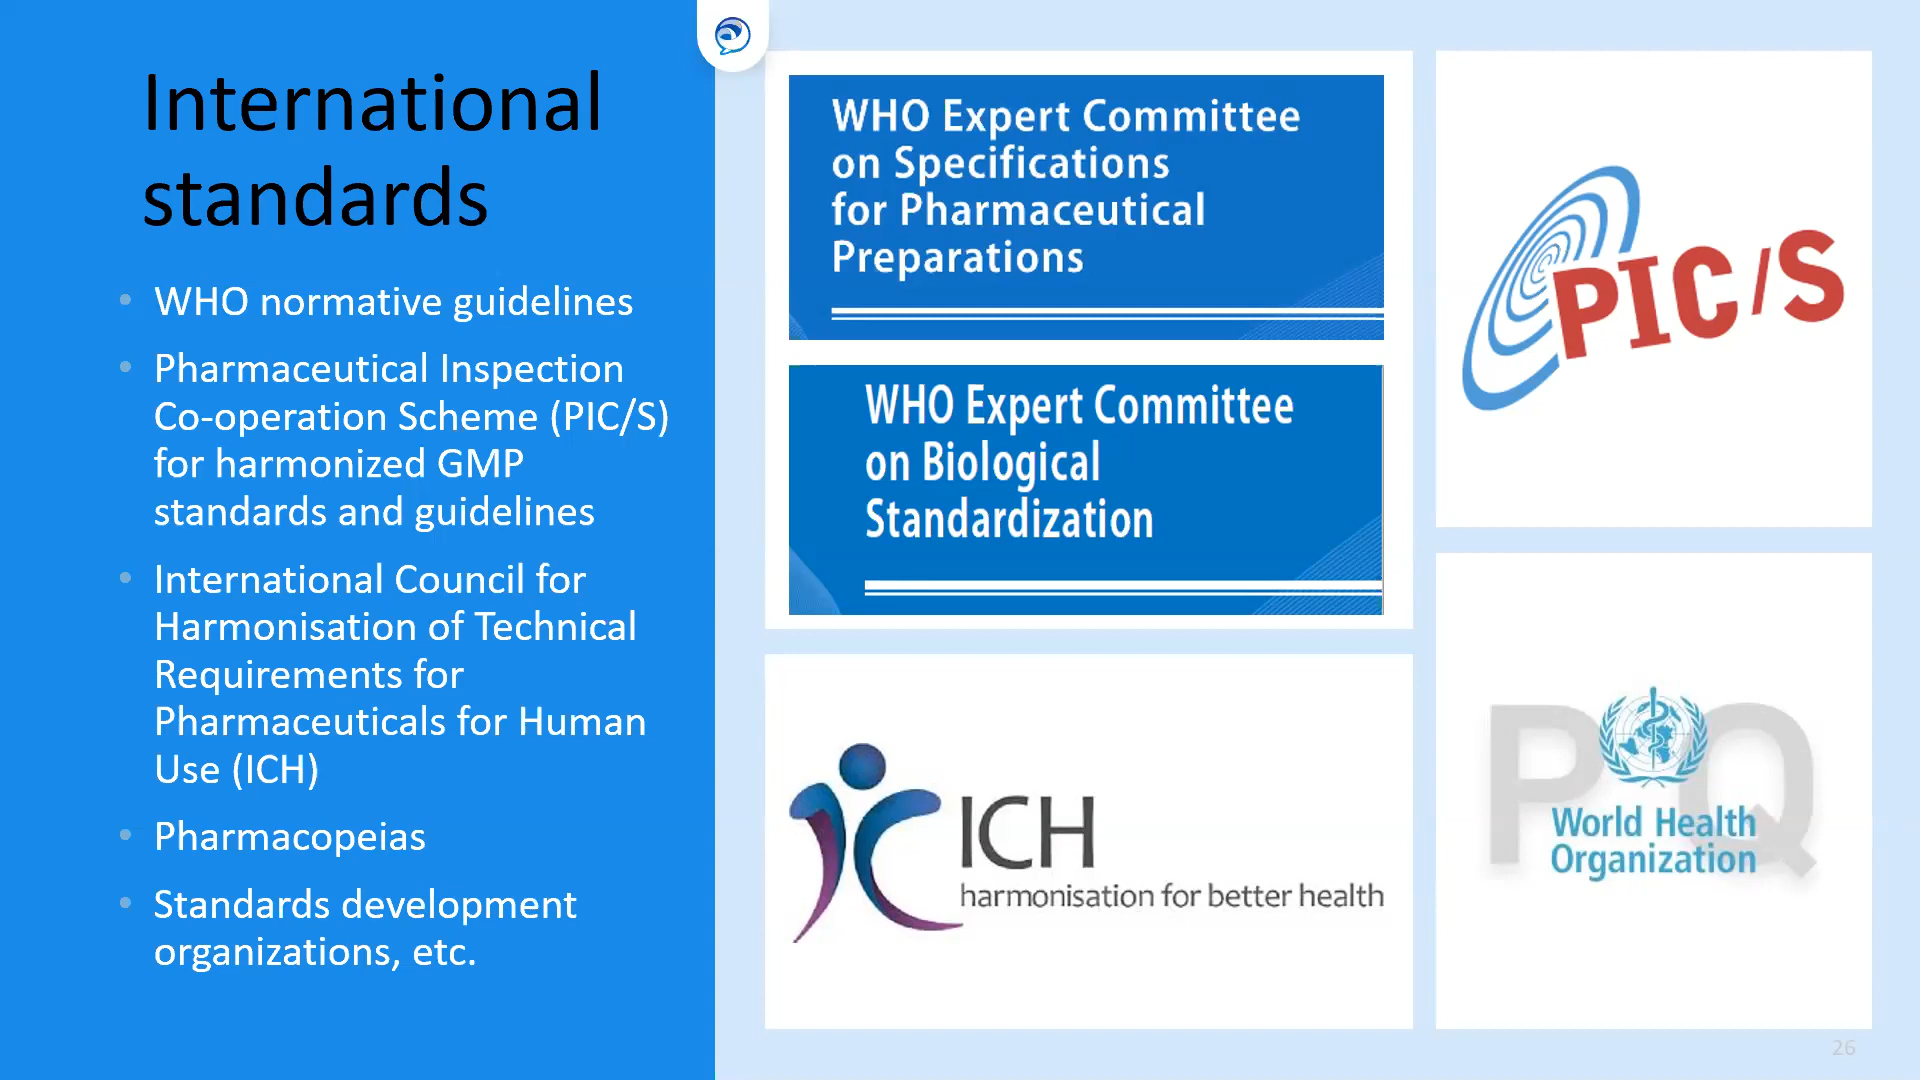 International
standards
• WHO normative guidelines
• Pharmaceutical Inspection
Co-operation Scheme (PIC/S)
for harmonized GMP
standards and guidelines
• International Council for
Harmonisation of Technical
Requirements for
Pharmaceuticals for Human
Use (ICH)
• Pharmacopeias
• Standards development
organizations, etc.
WHO Expert Committee
on Specifications
for Pharmaceutical
Preparations
WHO Expert Committee
on Biological
Standardization
ICH
harmonisation for better health
PIC/S
PQ
World Health
Organization
26